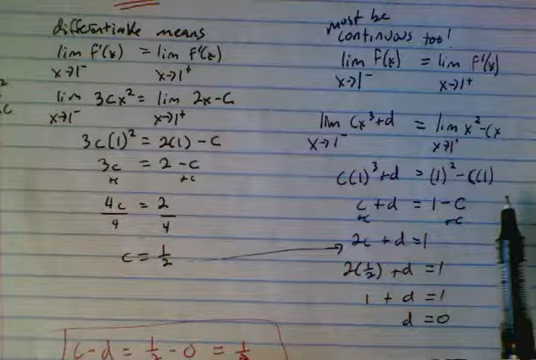 differentiable means
lim f'(x) = lim f'(x)
x→1⁻ x→1⁺
lim 3cx² = lim 2x-c
x→1⁻ x→1⁺
3c(1)² = 2(1) - c
3c = 2 - c
+c +c
4c = 2
4 4
c = 1/2
must be
continuous too!
lim f(x) = lim f'(x)
x→1⁻ x→1⁺
lim cx³+d = lim x²-cx
x→1⁻ x→1⁺
c(1)³+d = (1)²-c(1)
c + d = 1 - c
+c +c
2c + d = 1
2(1/2) + d = 1
1 + d = 1
d = 0
c-d = 1/2 - 0 = 1/2